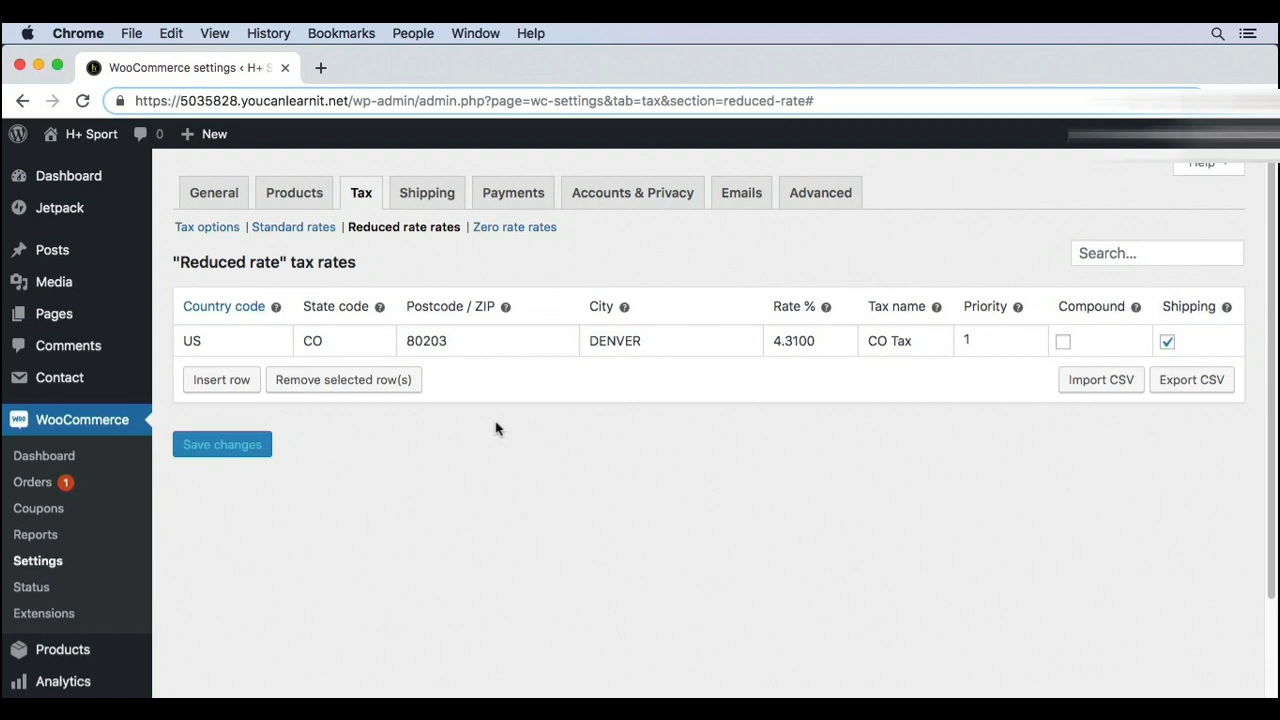 Chrome File Edit View History Bookmarks People Window Help
WooCommerce settings ‹ H+ S
https://5035828.youcanlearnit.net/wp-admin/admin.php?page=wc-settings&tab=tax&section=reduced-rate#
H+ Sport 0 New
Help
Dashboard
Jetpack
Posts
Media
Pages
Comments
Contact
WooCommerce
Dashboard
Orders 1
Coupons
Reports
Settings
Status
Extensions
Products
Analytics
General Products Tax Shipping Payments Accounts & Privacy Emails Advanced
Tax options | Standard rates | Reduced rate rates | Zero rate rates
Search...
"Reduced rate" tax rates
Country code State code Postcode / ZIP City Rate % Tax name Priority Compound Shipping
US CO 80203 DENVER 4.3100 CO Tax 1
Insert row Remove selected row(s) Import CSV Export CSV
Save changes